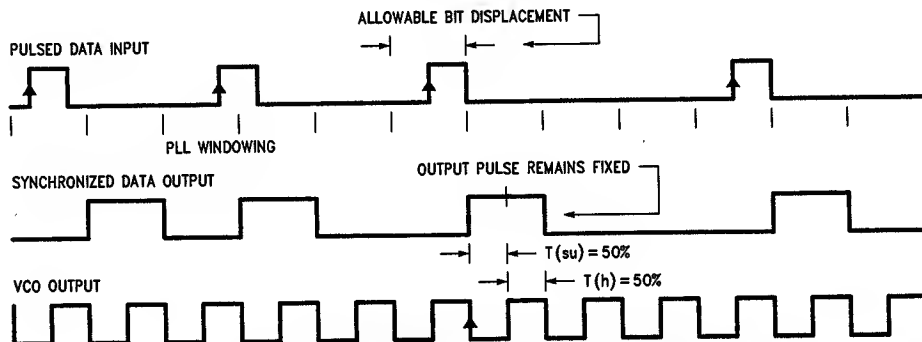 ALLOWABLE BIT DISPLACEMENT
PULSED DATA INPUT
PLL WINDOWING
SYNCHRONIZED DATA OUTPUT
OUTPUT PULSE REMAINS FIXED
T(su) = 50%
T(h) = 50%
VCO OUTPUT